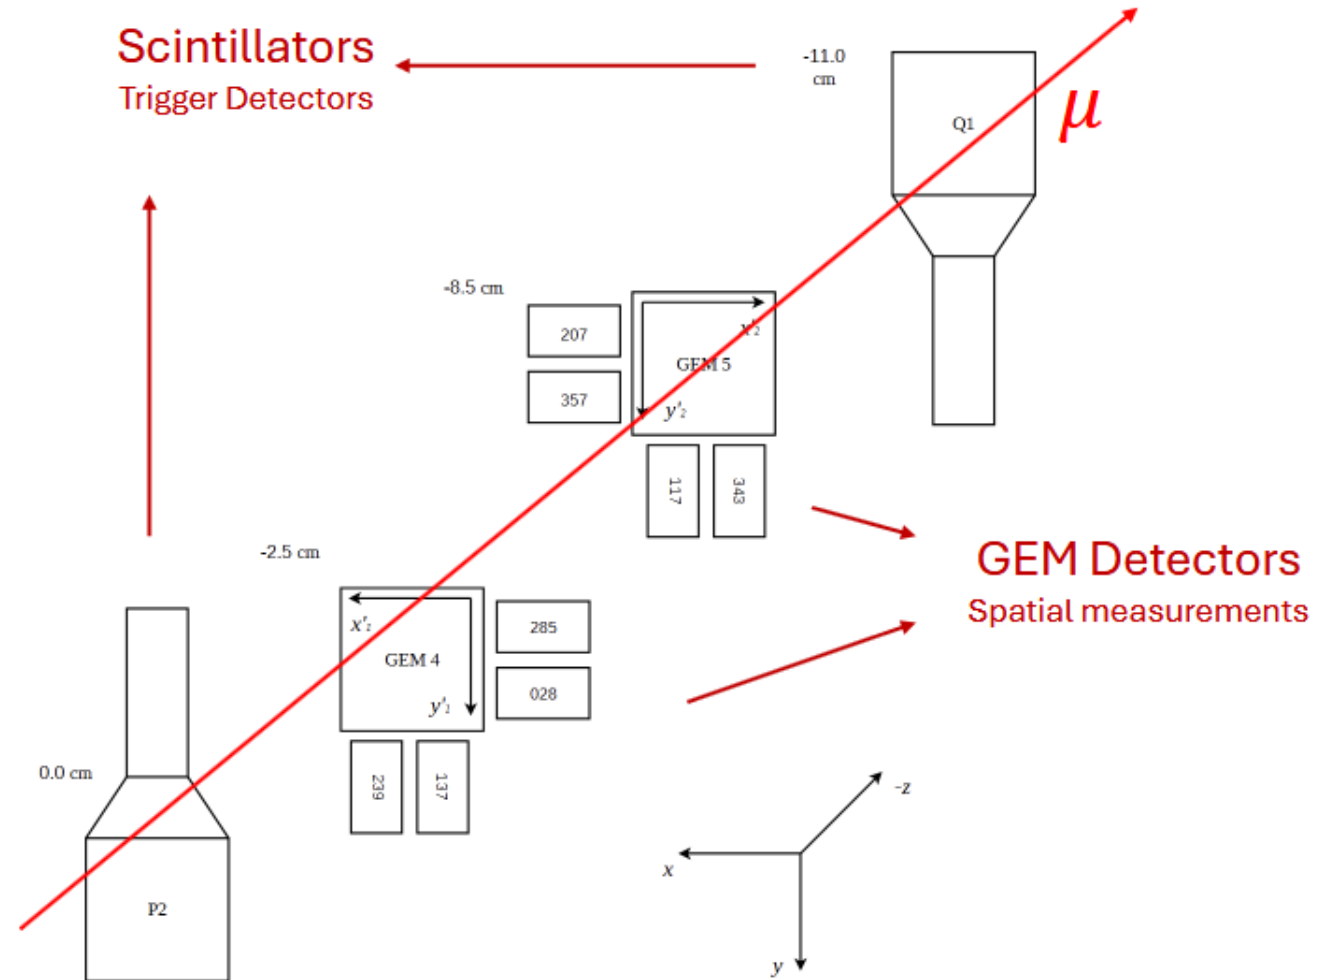 Scintillators
Trigger Detectors
-11.0
cm
Q1
μ
-8.5 cm
207
357
x'₂
GEM 5
y'₂
117
343
-2.5 cm
GEM Detectors
Spatial measurements
x'₁
GEM 4
y'₁
285
028
239
137
0.0 cm
P2
-z
x
y